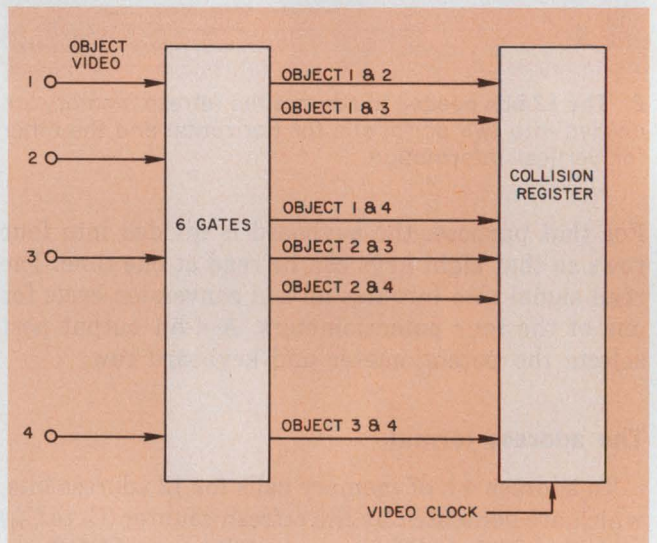 OBJECT
VIDEO
1
2
3
4
6 GATES
OBJECT 1 & 2
OBJECT 1 & 3
OBJECT 1 & 4
OBJECT 2 & 3
OBJECT 2 & 4
OBJECT 3 & 4
COLLISION
REGISTER
VIDEO CLOCK